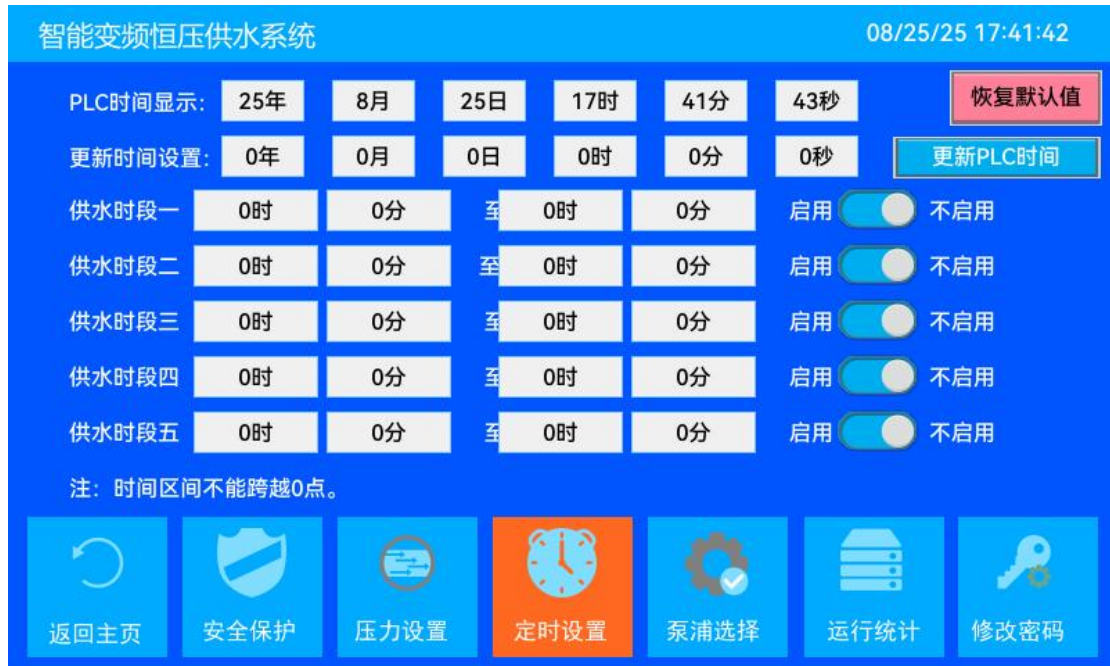 智能变频恒压供水系统 08/25/25 17:41:42
PLC时间显示: 25年 8月 25日 17时 41分 43秒 恢复默认值
更新时间设置: 0年 0月 0日 0时 0分 0秒 更新PLC时间
供水时段一 0时 0分 至 0时 0分 启用 不启用
供水时段二 0时 0分 至 0时 0分 启用 不启用
供水时段三 0时 0分 至 0时 0分 启用 不启用
供水时段四 0时 0分 至 0时 0分 启用 不启用
供水时段五 0时 0分 至 0时 0分 启用 不启用
注：时间区间不能跨越0点。
返回主页 安全保护 压力设置 定时设置 泵浦选择 运行统计 修改密码